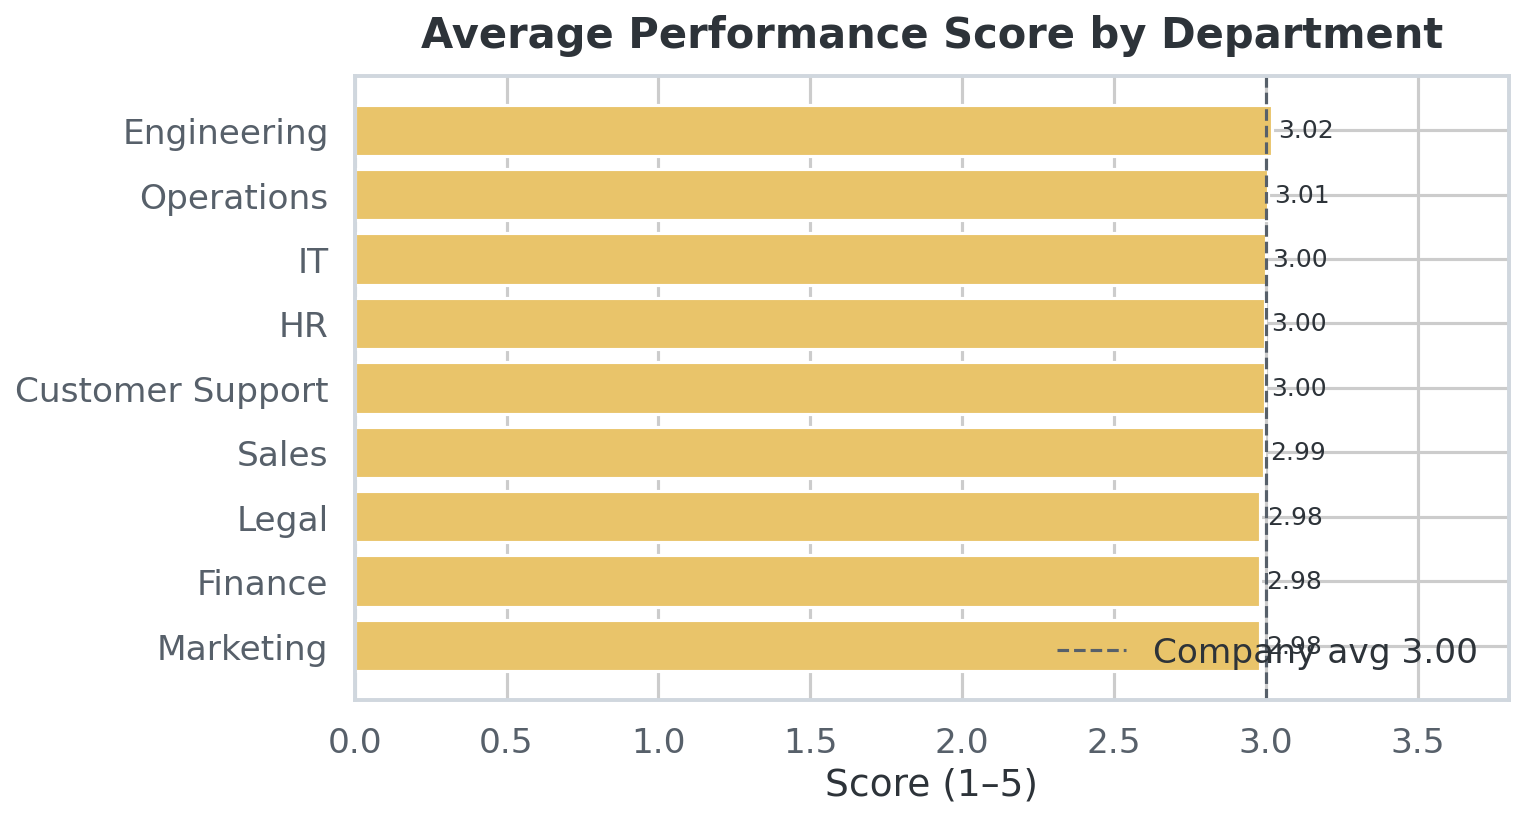 Average Performance Score by Department
Engineering 3.02
Operations 3.01
IT 3.00
HR 3.00
Customer Support 3.00
Sales 2.99
Legal 2.98
Finance 2.98
Marketing 2.98
Company avg 3.00
0.0 0.5 1.0 1.5 2.0 2.5 3.0 3.5
Score (1–5)